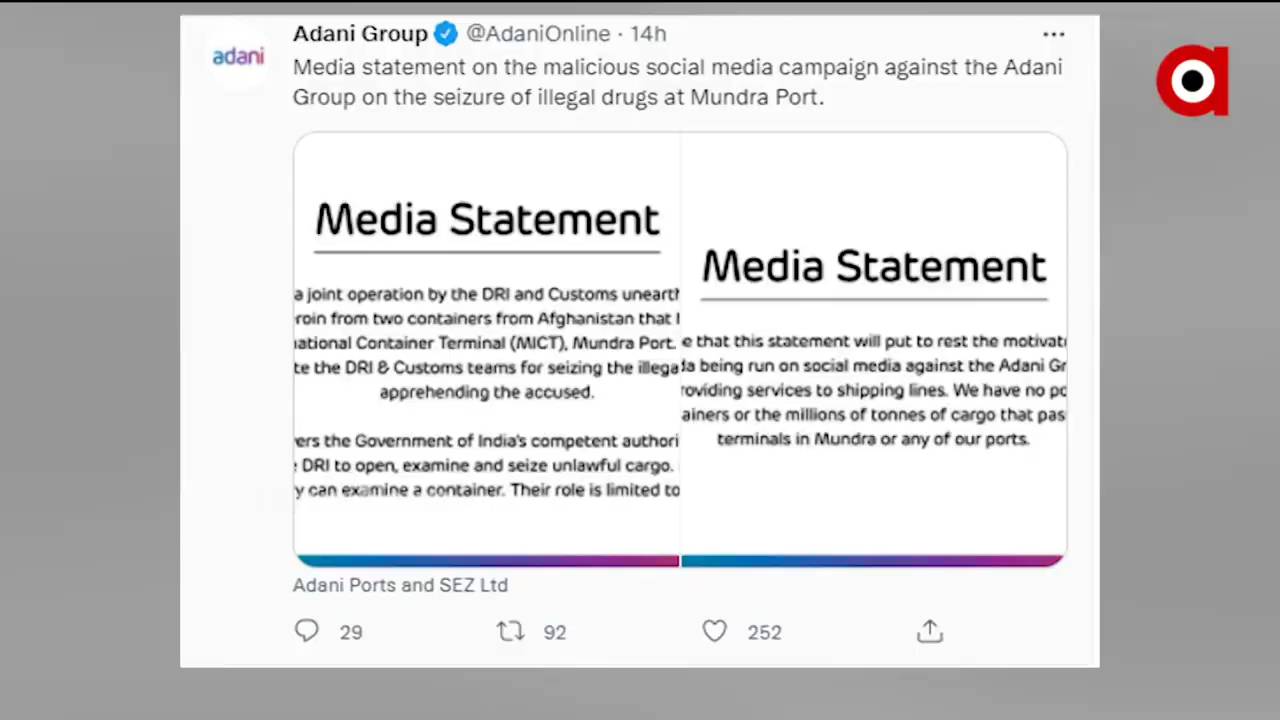 Adani Group @AdaniOnline · 14h
adani
Media statement on the malicious social media campaign against the Adani
Group on the seizure of illegal drugs at Mundra Port.
Media Statement
a joint operation by the DRI and Customs unearth
roin from two containers from Afghanistan that
national Container Terminal (MICT), Mundra Port.
te the DRI & Customs teams for seizing the illega
apprehending the accused.
ers the Government of India's competent authori
DRI to open, examine and seize unlawful cargo.
y can examine a container. Their role is limited to
Media Statement
e that this statement will put to rest the motivat
da being run on social media against the Adani Gr
roviding services to shipping lines. We have no po
ainers or the millions of tonnes of cargo that pas
terminals in Mundra or any of our ports.
Adani Ports and SEZ Ltd
29 92 252